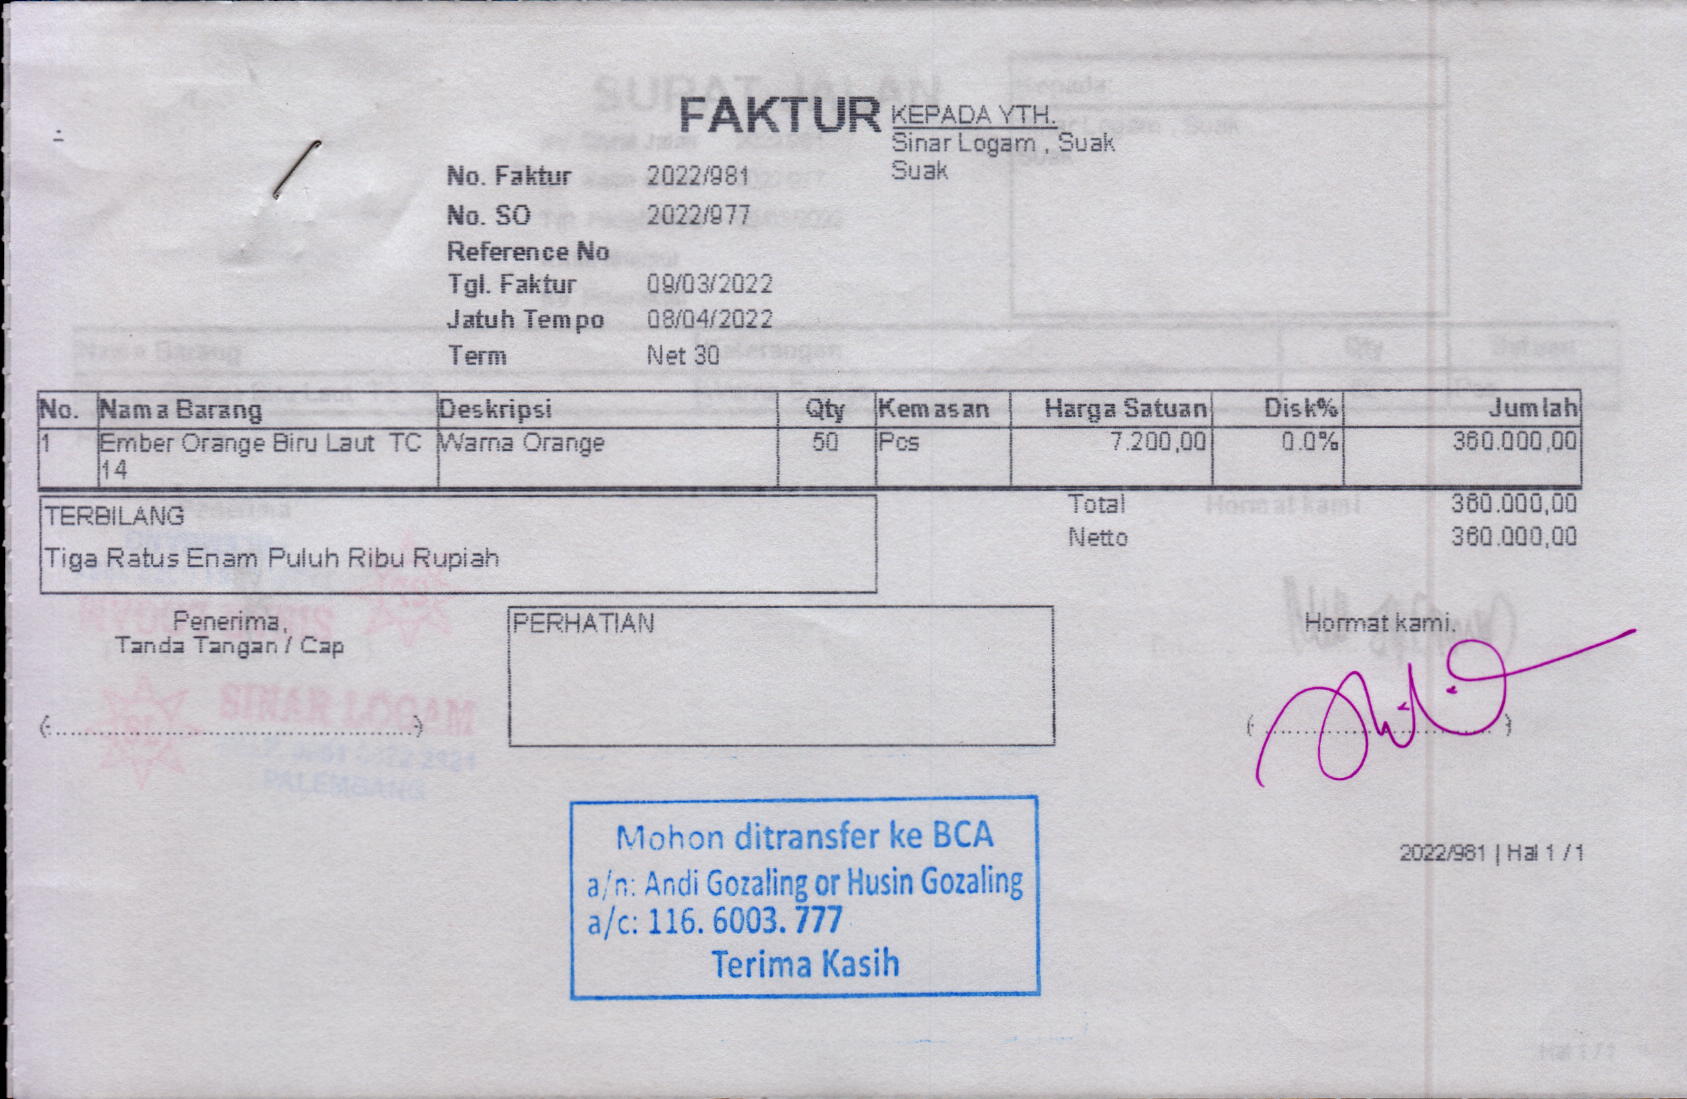 FAKTUR
KEPADA YTH.
Sinar Logam , Suak
Suak
No. Faktur 2022/981
No. SO 2022/977
Reference No
Tgl. Faktur 09/03/2022
Jatuh Tempo 08/04/2022
Term Net 30
No. Nama Barang Deskripsi Qty Kemasan Harga Satuan Disk% Jumlah
1 Ember Orange Biru Laut TC 14 Warna Orange 50 Pcs 7.200,00 0.0% 360.000,00
Total 360.000,00
Netto 360.000,00
TERBILANG
Tiga Ratus Enam Puluh Ribu Rupiah
Penerima,
Tanda Tangan / Cap
PERHATIAN
Hormat kami.
SINAR LOGAM
PALEMBANG
Mohon ditransfer ke BCA
a/n: Andi Gozaling or Husin Gozaling
a/c: 116. 6003. 777
Terima Kasih
2022/981 | Hal 1 / 1